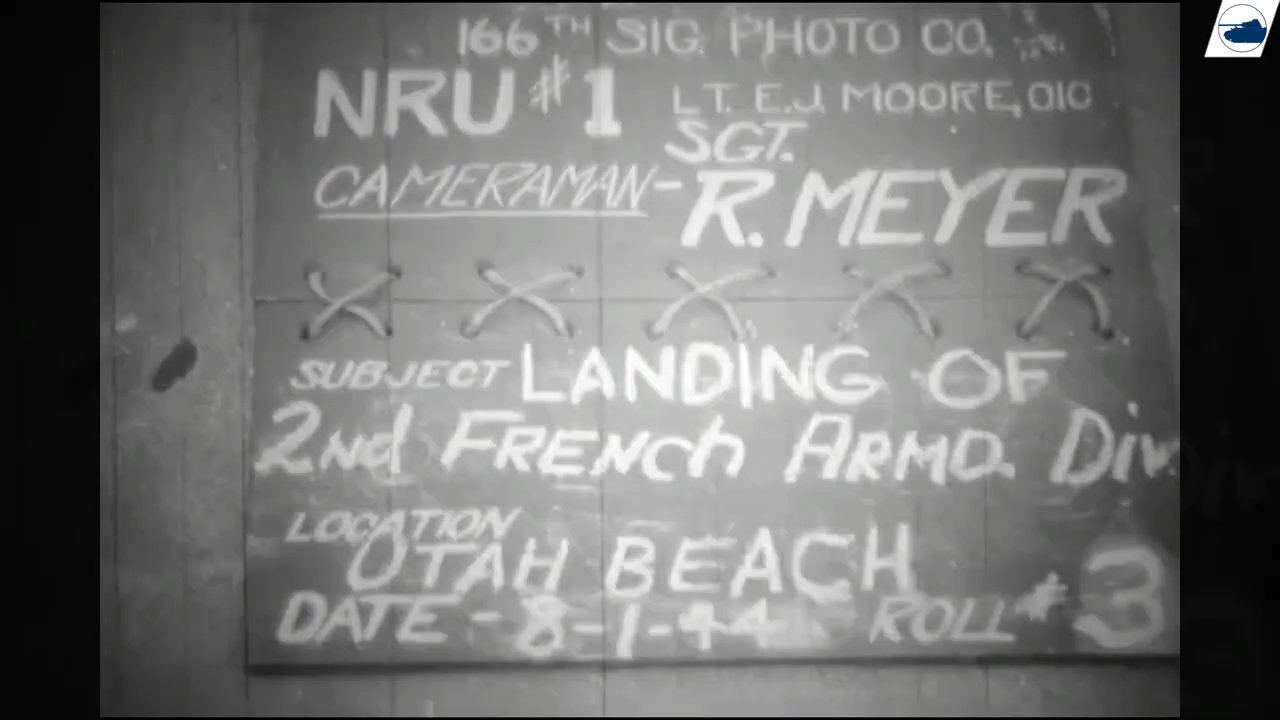 166TH SIG. PHOTO CO.
NRU #1 LT. E.J. MOORE, OIC
CAMERAMAN - SGT. R. MEYER
SUBJECT LANDING OF
2nd FRENCh ARMD. Div
LOCATION
UTAH BEACH
DATE - 8-1-44 ROLL #3